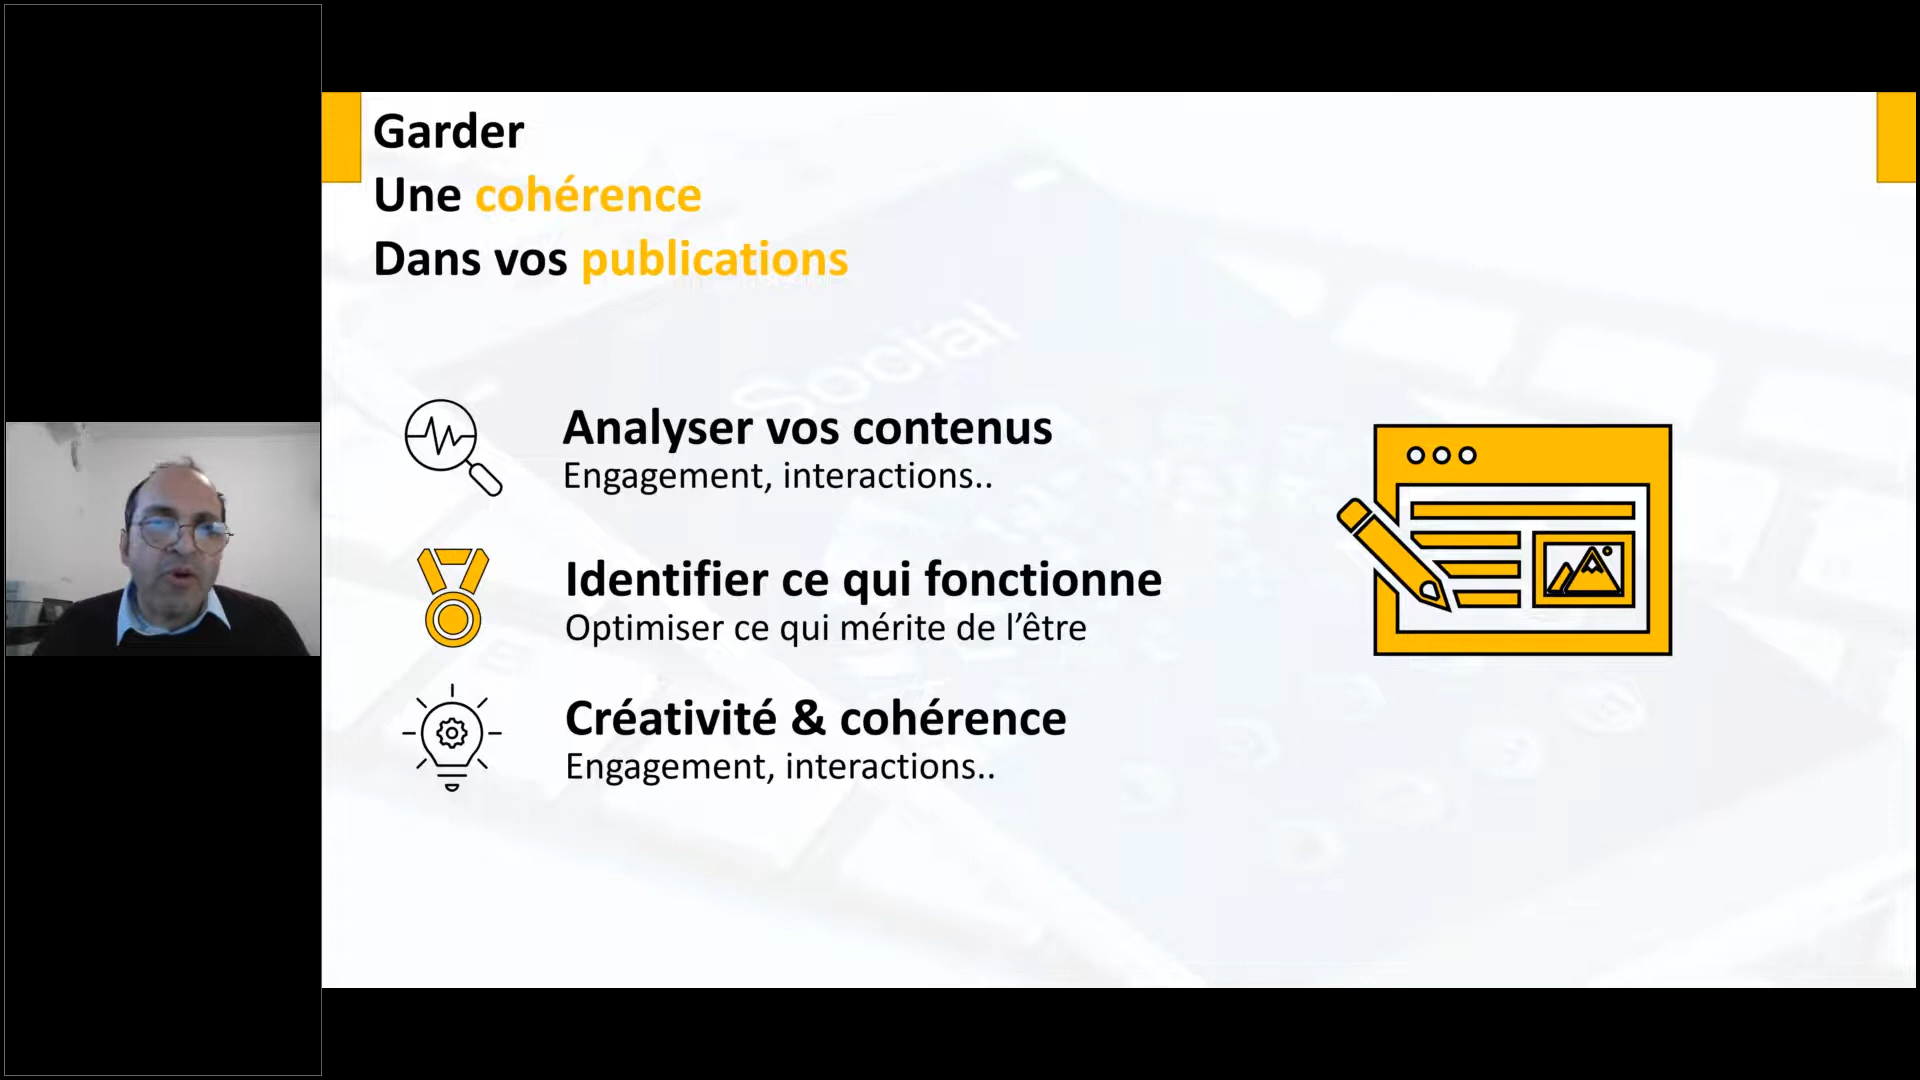 Garder
Une cohérence
Dans vos publications
Social
Analyser vos contenus
Engagement, interactions..
Identifier ce qui fonctionne
Optimiser ce qui mérite de l’être
Créativité & cohérence
Engagement, interactions..